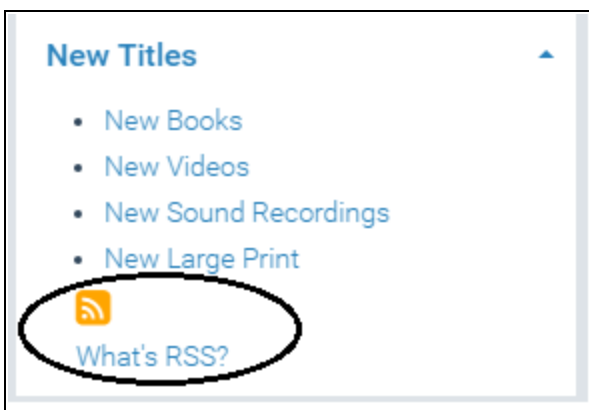 New Titles
New Books
New Videos
New Sound Recordings
New Large Print
What's RSS?